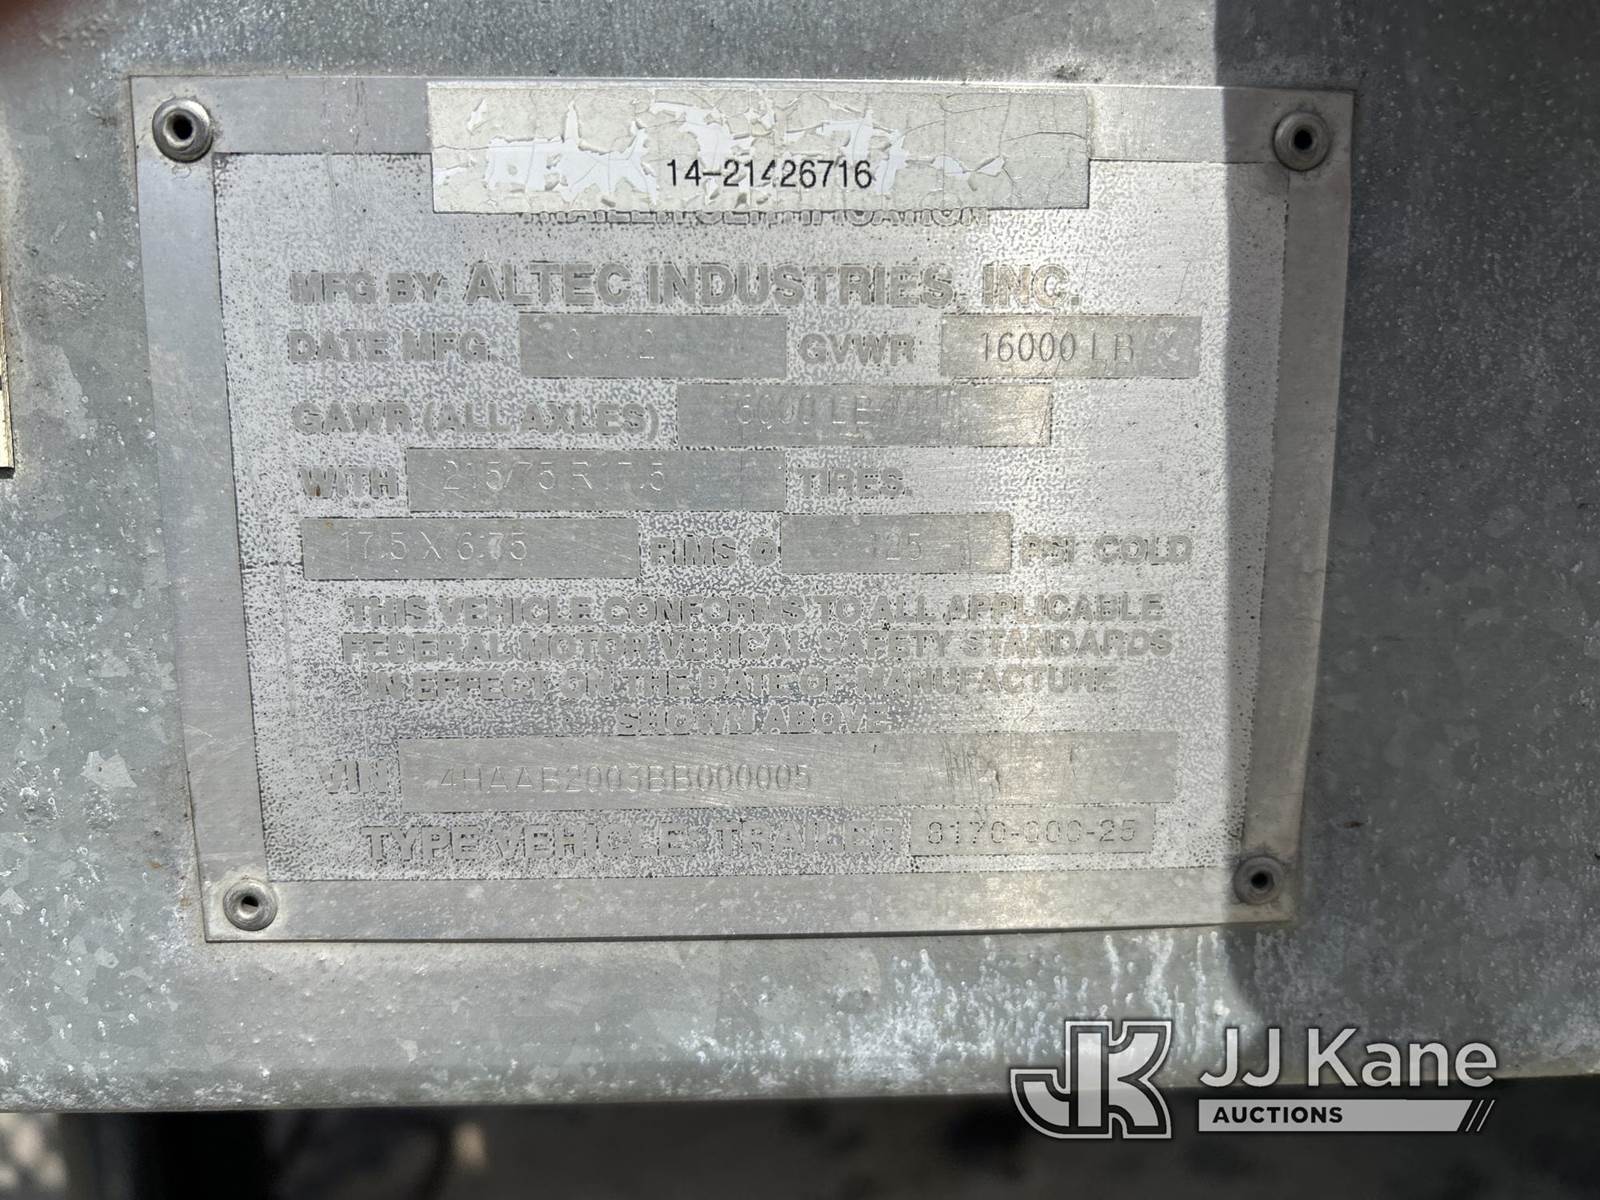 14-21426716
MFG BY: ALTEC INDUSTRIES, INC.
DATE MFG. GVWR 16000 LB
GAWR (ALL AXLES) 16000 LB
WITH 215/75 R17.5 TIRES.
17.5 X 6.75 RIMS @ 125 PSI COLD
THIS VEHICLE CONFORMS TO ALL APPLICABLE
FEDERAL MOTOR VEHICAL SAFETY STANDARDS
IN EFFECT ON THE DATE OF MANUFACTURE
SHOWN ABOVE
VIN 4HAAB2003BB000005
TYPE VEHICLE: TRAILER
JK JJ Kane
AUCTIONS